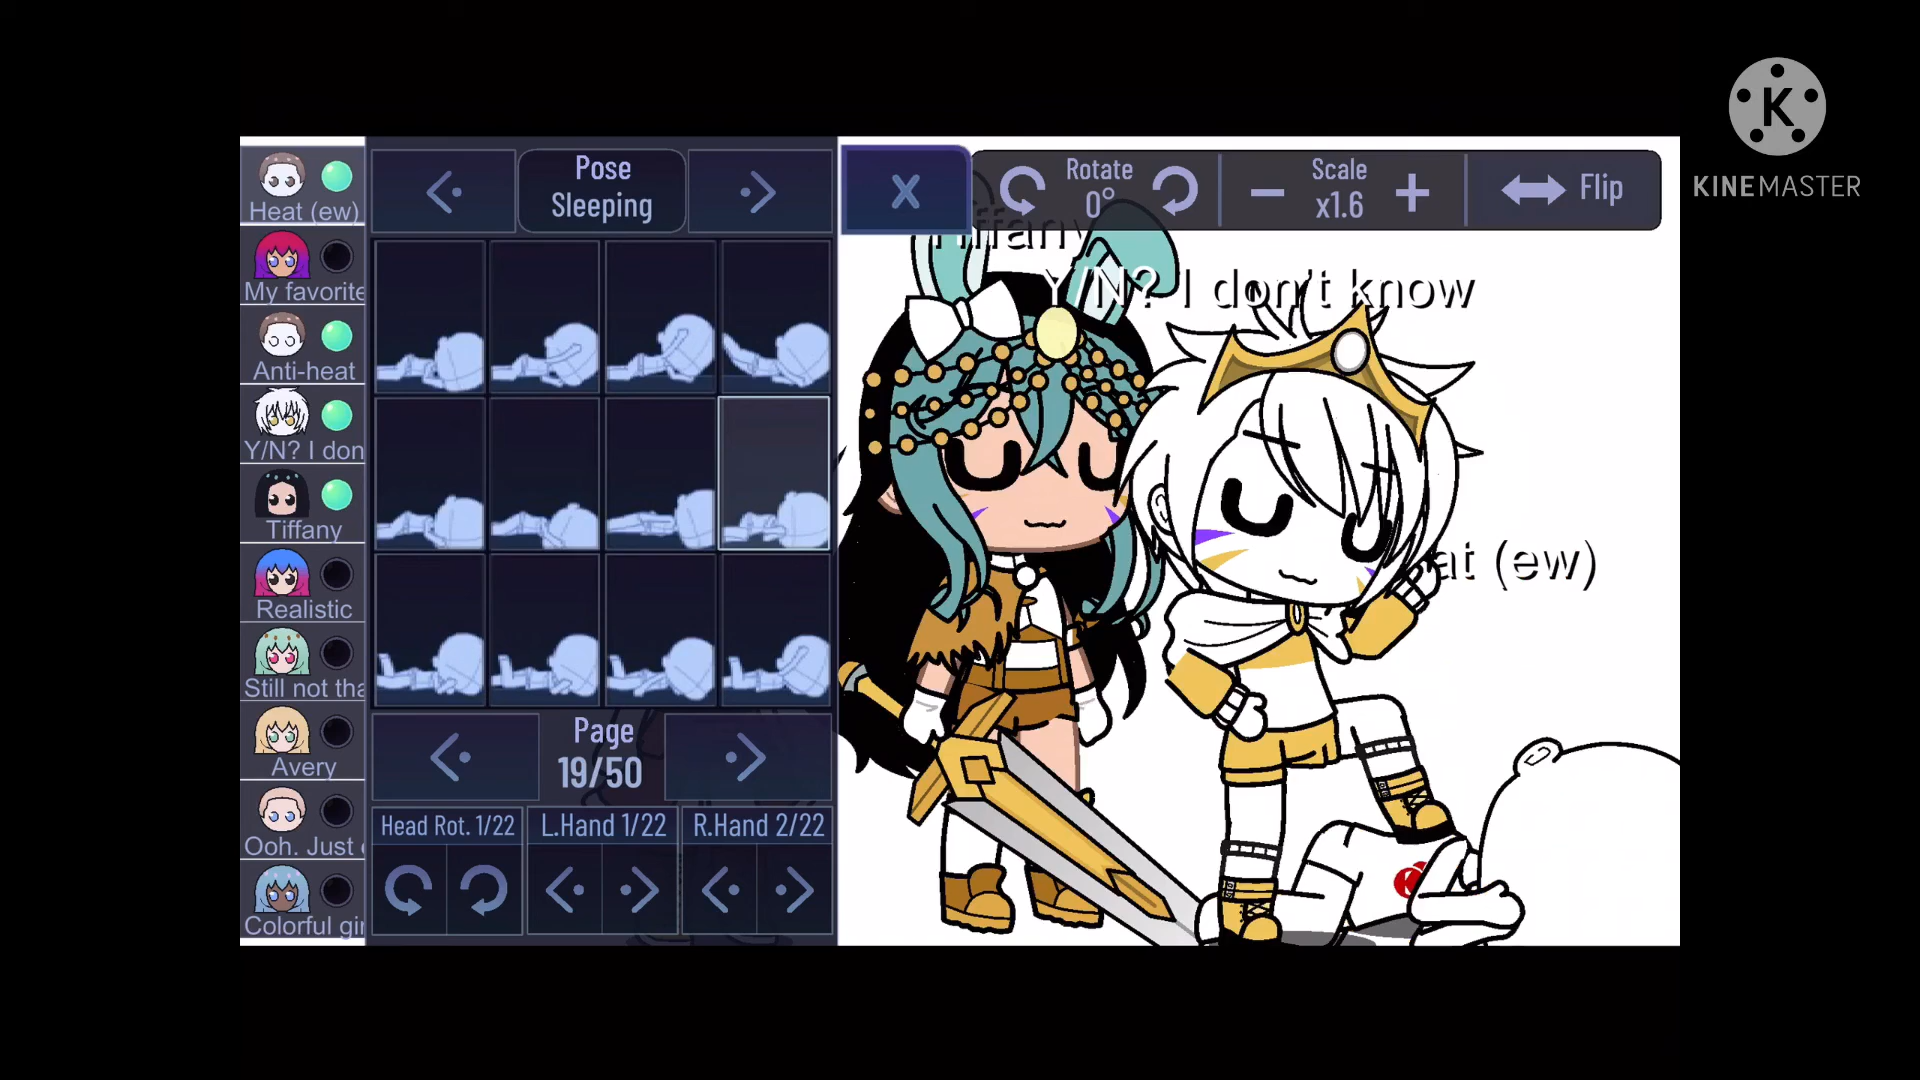 K
KINEMASTER
Heat (ew)
My favorite
Anti-heat
Y/N? I don
Tiffany
Realistic
Still not tha
Avery
Ooh. Just
Colorful gir
Pose
Sleeping
X
Rotate
0°
Scale
x1.6
Flip
Tiffany
Y/N? I don't know
at (ew)
Page
19/50
Head Rot. 1/22
L.Hand 1/22
R.Hand 2/22